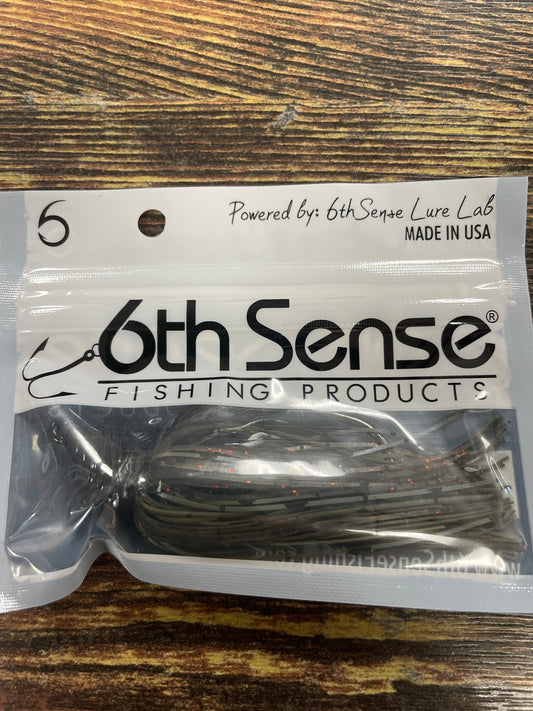 6
Powered by: 6thSense Lure Lab
MADE IN USA
6th Sense®
FISHING PRODUCTS